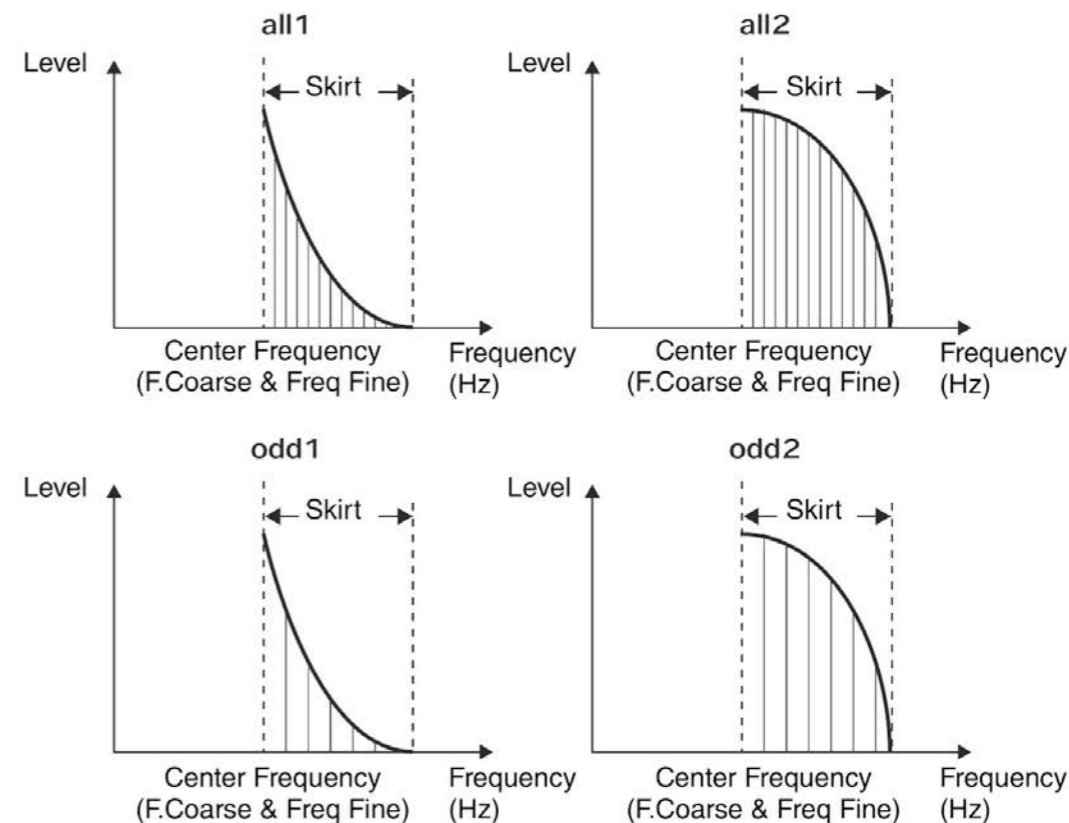 all1
Level
Skirt
Center Frequency
(F.Coarse & Freq Fine)
Frequency
(Hz)
all2
Level
Skirt
Center Frequency
(F.Coarse & Freq Fine)
Frequency
(Hz)
odd1
Level
Skirt
Center Frequency
(F.Coarse & Freq Fine)
Frequency
(Hz)
odd2
Level
Skirt
Center Frequency
(F.Coarse & Freq Fine)
Frequency
(Hz)